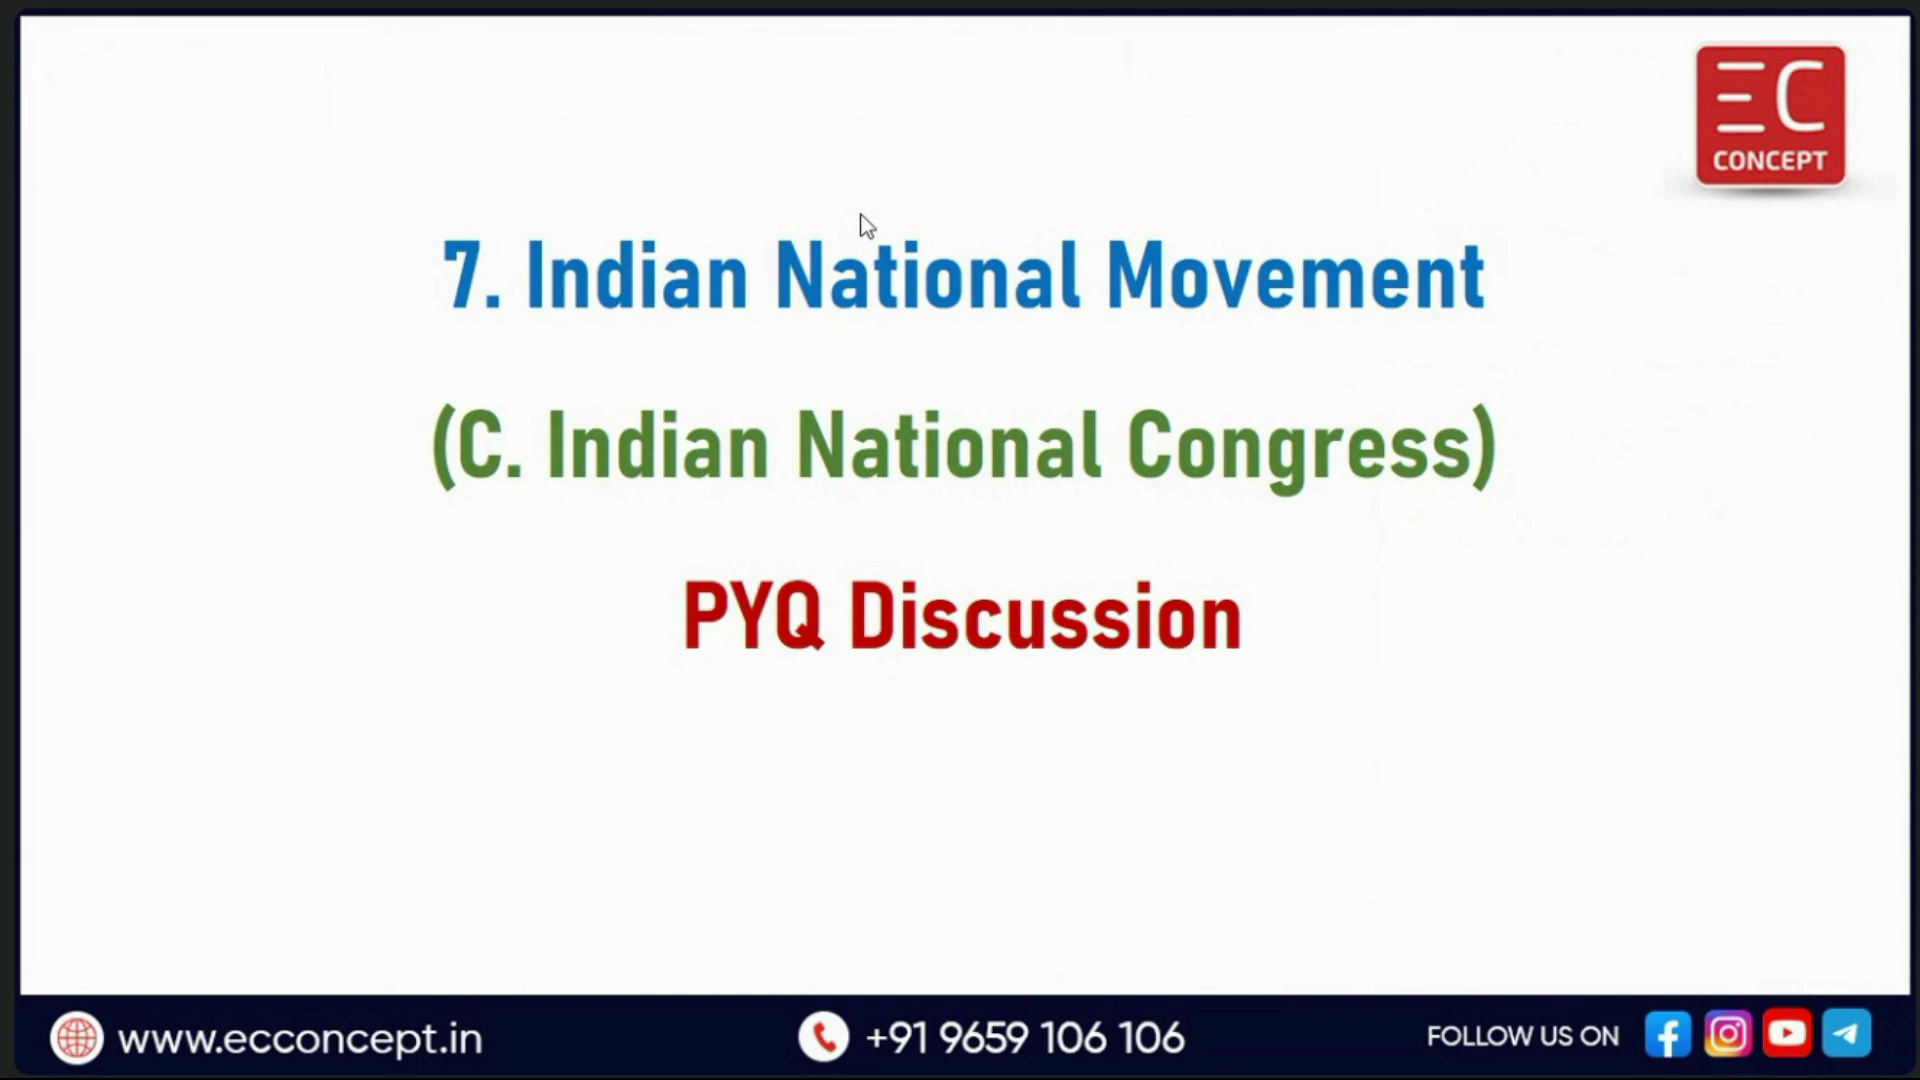 EC
CONCEPT
7. Indian National Movement
(C. Indian National Congress)
PYQ Discussion
www.ecconcept.in
+91 9659 106 106
FOLLOW US ON